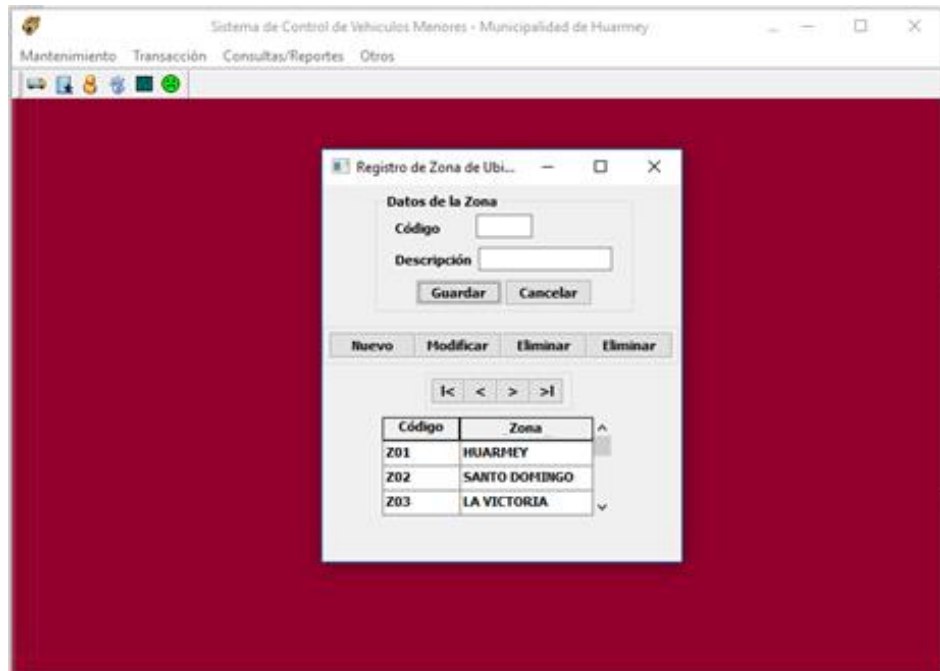 Sistema de Control de Vehiculos Menores - Municipalidad de Huarmey
Mantenimiento Transacción Consultas/Reportes Otros
Registro de Zona de Ubi...
Datos de la Zona
Código
Descripción
Guardar Cancelar
Nuevo Modificar Eliminar Eliminar
I< < > >I
Código Zona
Z01 HUARMEY
Z02 SANTO DOMINGO
Z03 LA VICTORIA